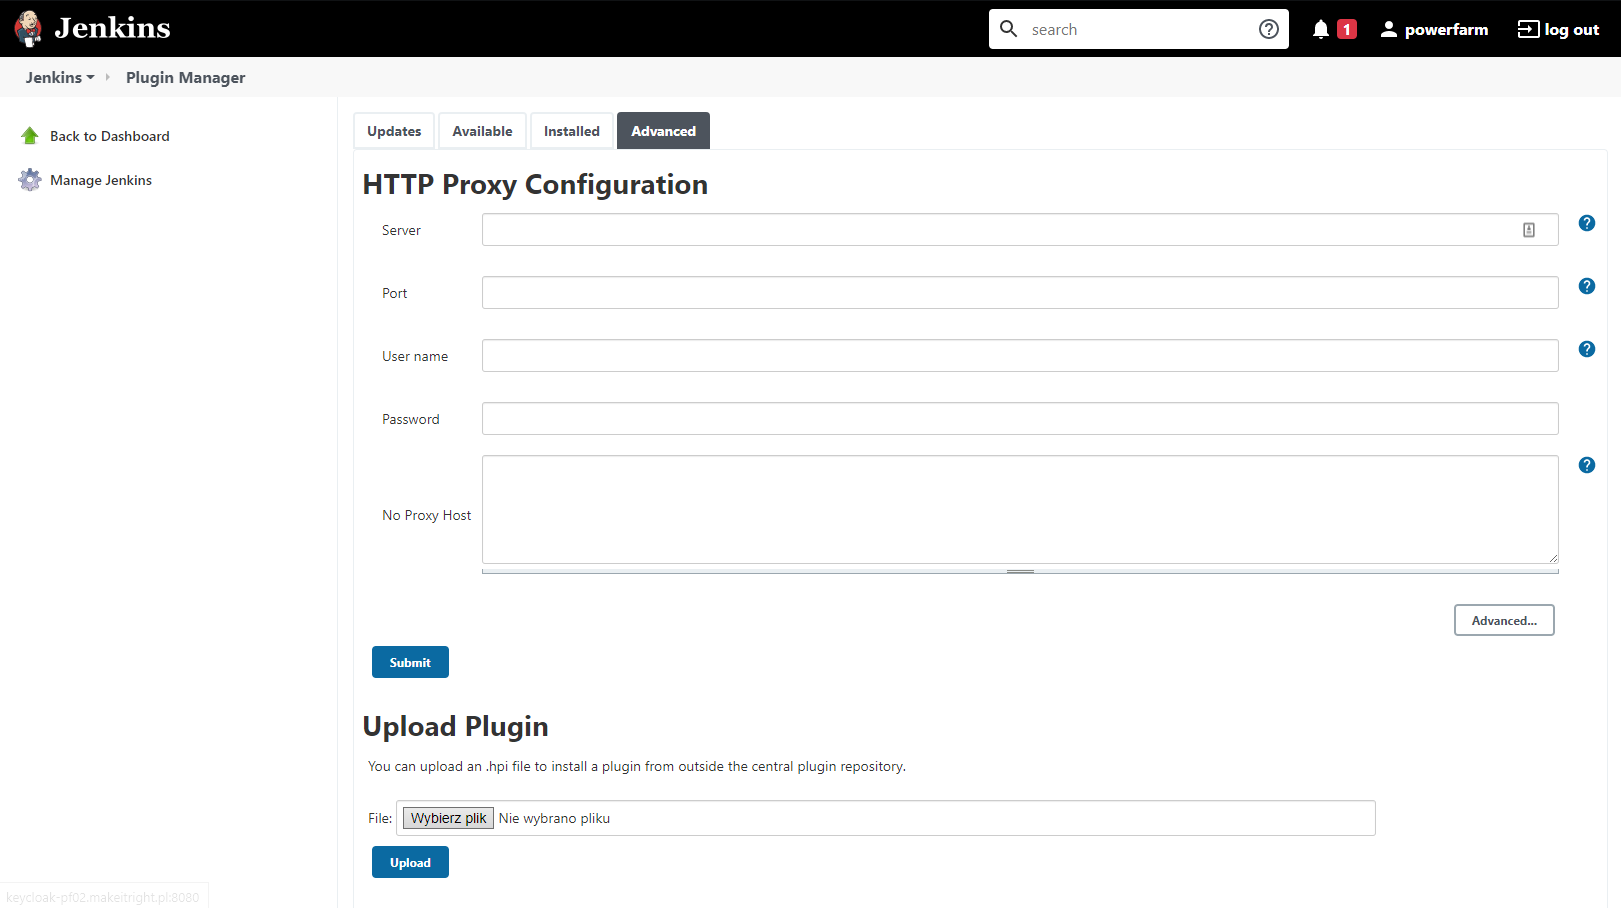 Jenkins
search
1
powerfarm
log out
Jenkins
Plugin Manager
Back to Dashboard
Manage Jenkins
Updates
Available
Installed
Advanced
HTTP Proxy Configuration
Server
Port
User name
Password
No Proxy Host
Advanced...
Submit
Upload Plugin
You can upload an .hpi file to install a plugin from outside the central plugin repository.
File: Wybierz plik Nie wybrano pliku
Upload
keycloak-pf02.makeitright.pl:8080